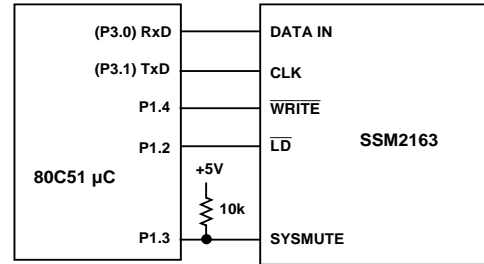 (P3.0) RxD DATA IN
(P3.1) TxD CLK
P1.4 WRITE
P1.2 LD
SSM2163
80C51 µC
+5V
10k
P1.3 SYSMUTE